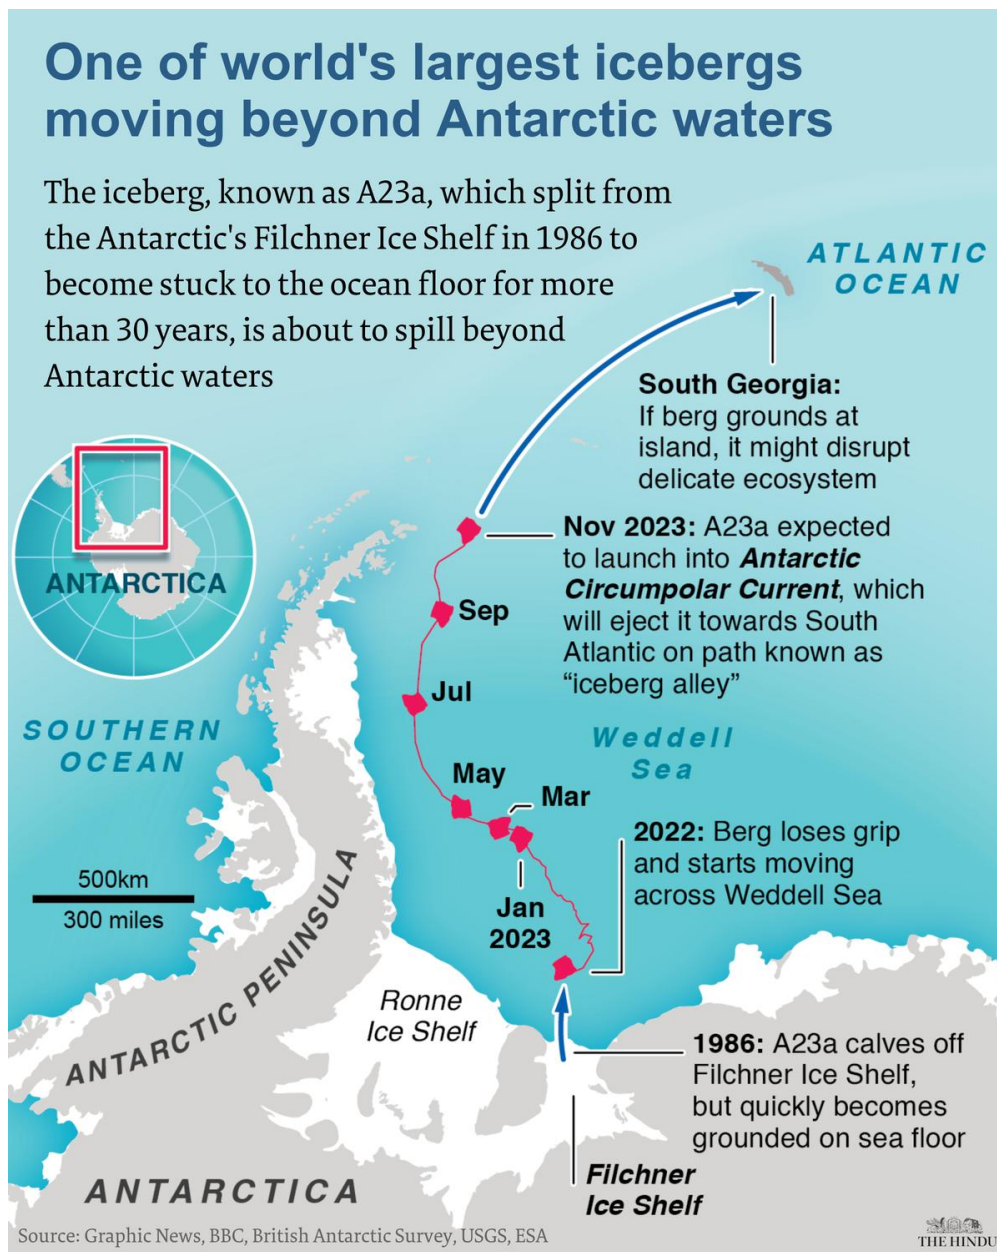 One of world's largest icebergs
moving beyond Antarctic waters
The iceberg, known as A23a, which split from
the Antarctic's Filchner Ice Shelf in 1986 to
become stuck to the ocean floor for more
than 30 years, is about to spill beyond
Antarctic waters
ATLANTIC
OCEAN
South Georgia:
If berg grounds at
island, it might disrupt
delicate ecosystem
ANTARCTICA
Nov 2023: A23a expected
to launch into Antarctic
Circumpolar Current, which
will eject it towards South
Atlantic on path known as
“iceberg alley”
Sep
Jul
SOUTHERN
OCEAN
Weddell
Sea
May
Mar
2022: Berg loses grip
and starts moving
across Weddell Sea
500km
300 miles
Jan
2023
ANTARCTIC PENINSULA
Ronne
Ice Shelf
1986: A23a calves off
Filchner Ice Shelf,
but quickly becomes
grounded on sea floor
Filchner
Ice Shelf
ANTARCTICA
Source: Graphic News, BBC, British Antarctic Survey, USGS, ESA
THE HINDU